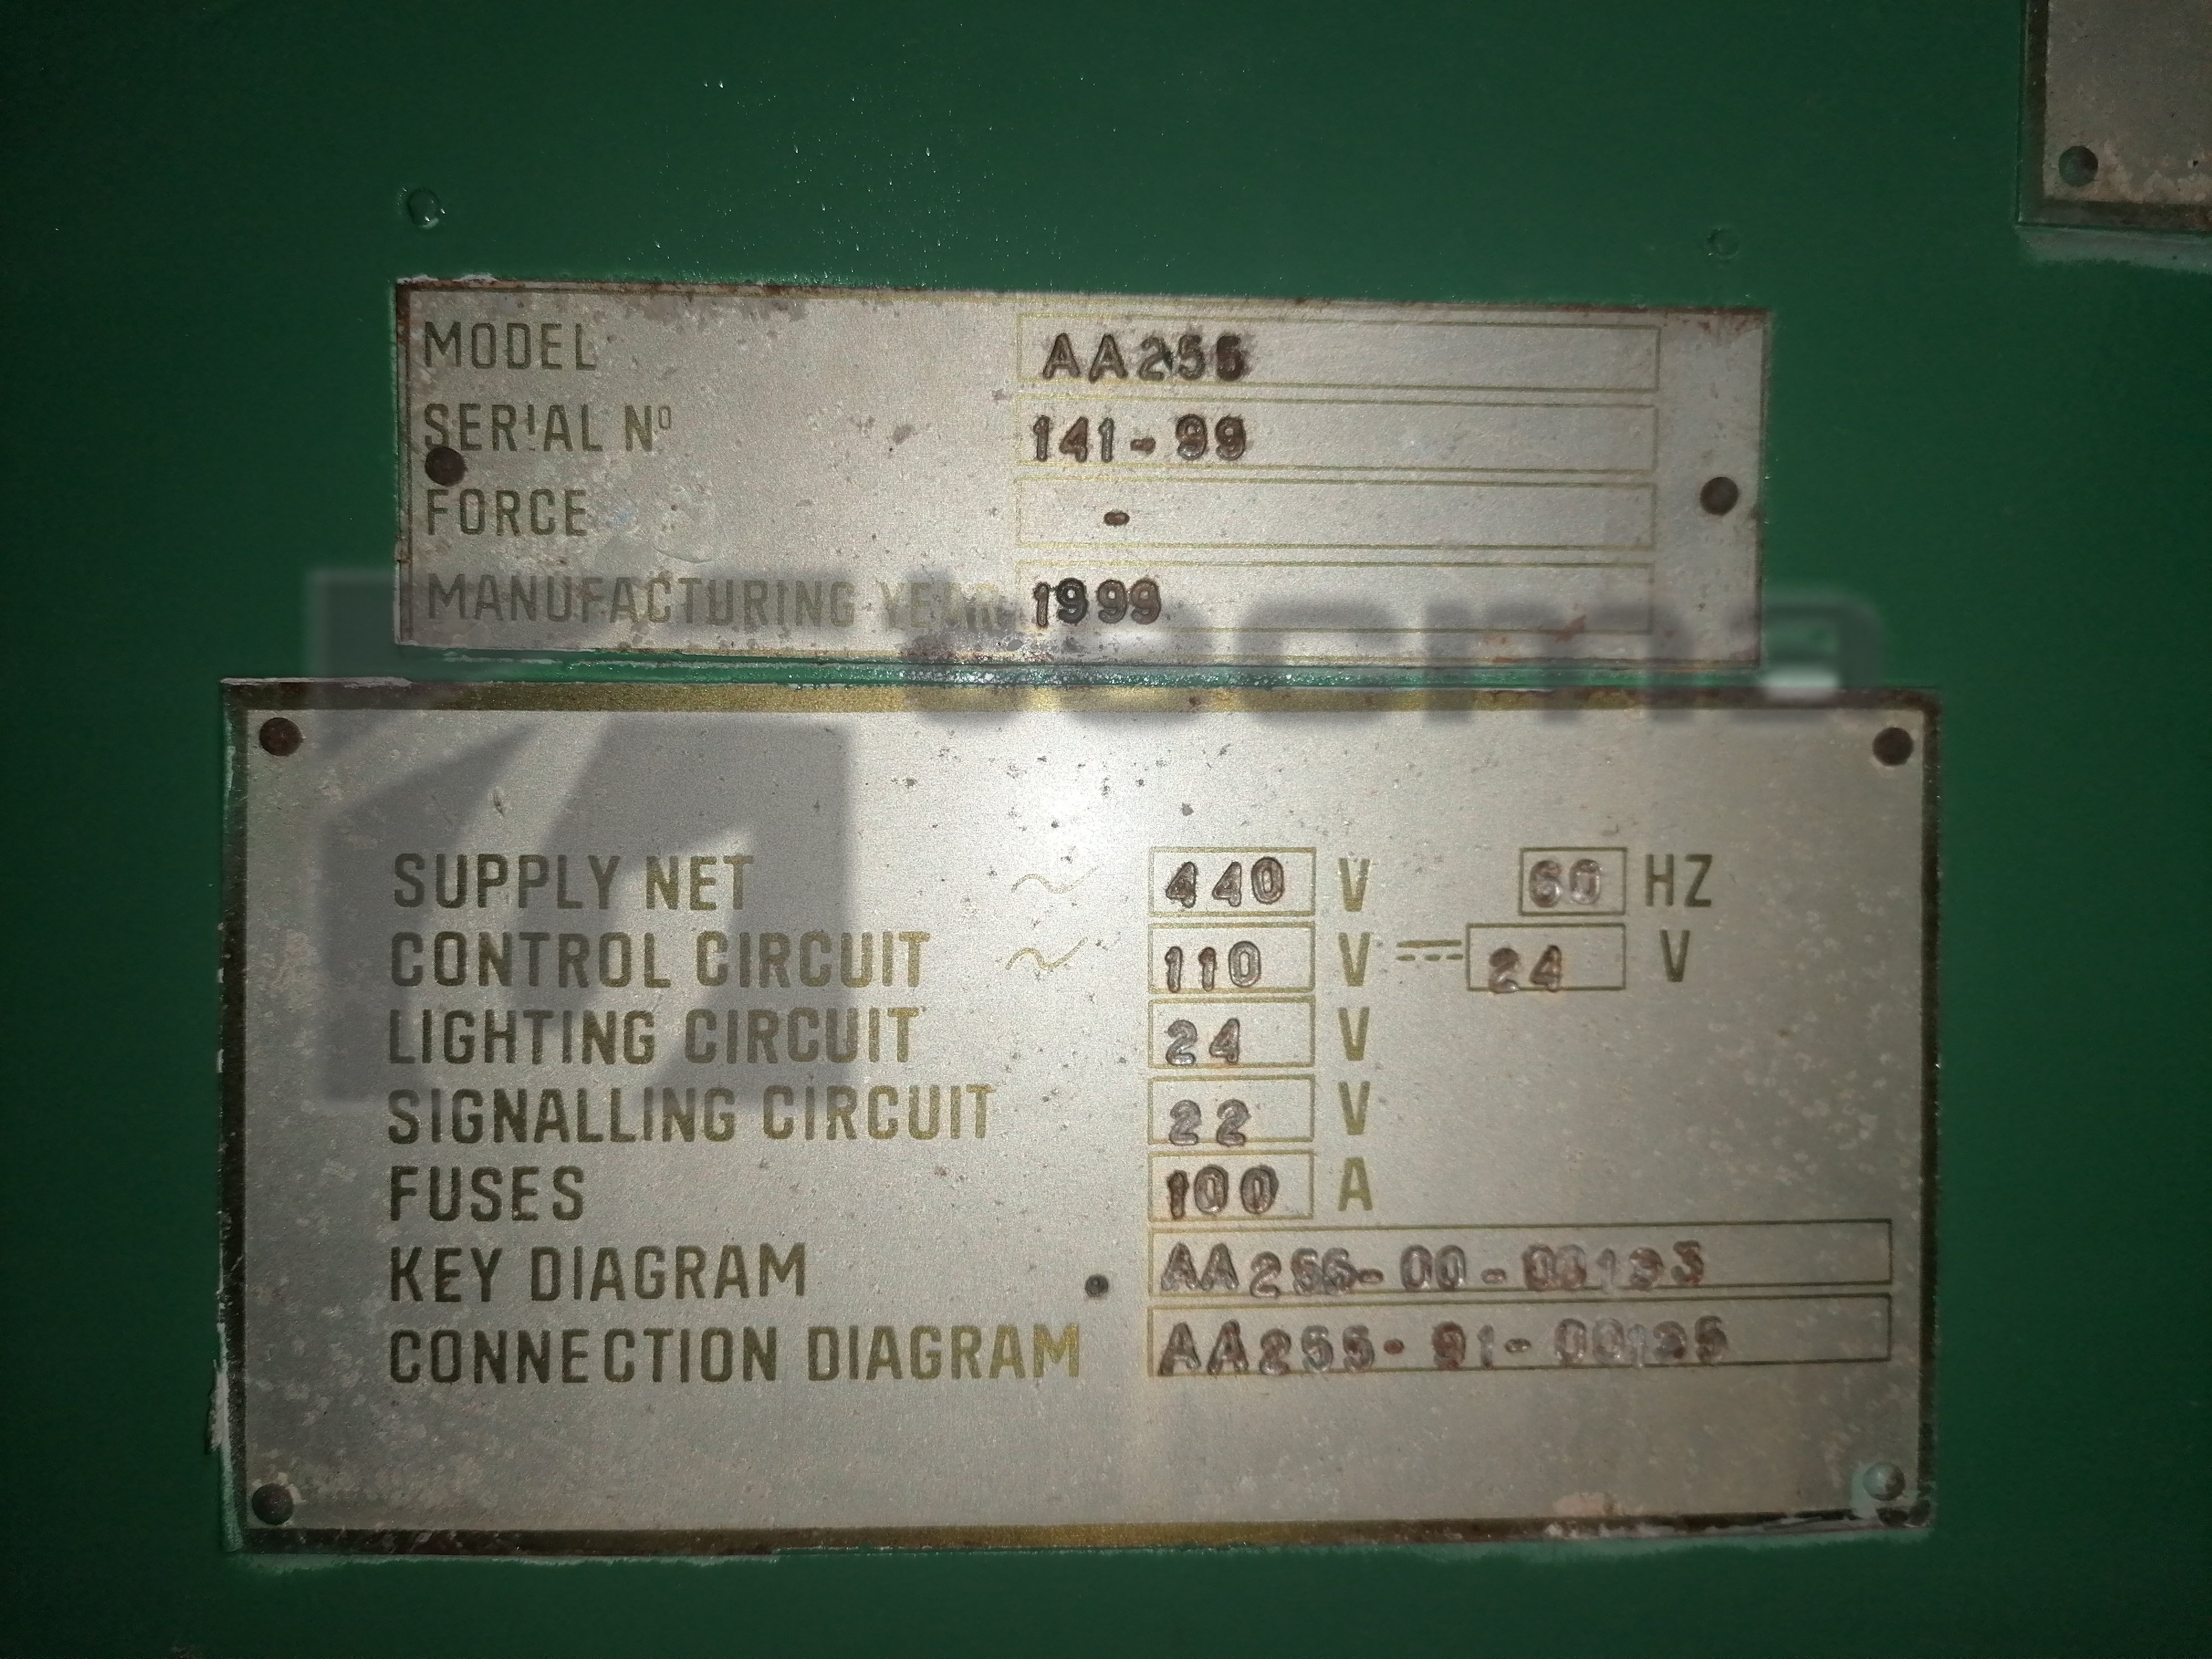 MODEL AA255
SERIAL Nº 141-99
FORCE -
MANUFACTURING YEAR 1999
SUPPLY NET ~ 440 V 60 HZ
CONTROL CIRCUIT ~ 110 V ⎓ 24 V
LIGHTING CIRCUIT 24 V
SIGNALLING CIRCUIT 22 V
FUSES 100 A
KEY DIAGRAM
CONNECTION DIAGRAM